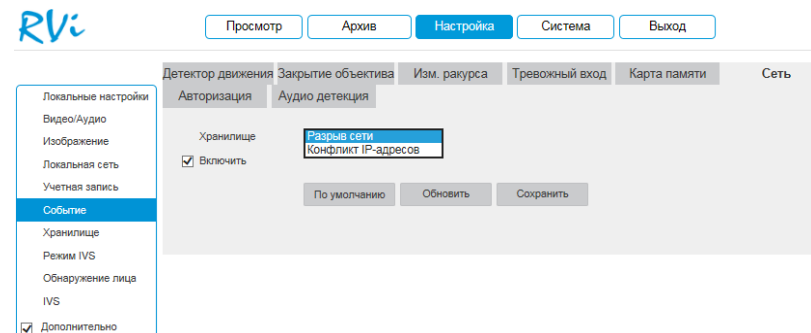 RVi
Просмотр Архив Настройка Система Выход
Детектор движения Закрытие объектива Изм. ракурса Тревожный вход Карта памяти Сеть
Авторизация Аудио детекция
Локальные настройки
Видео/Аудио
Изображение
Локальная сеть
Учетная запись
Событие
Хранилище
Режим IVS
Обнаружение лица
IVS
Дополнительно
Хранилище Разрыв сети
Конфликт IP-адресов
Включить
По умолчанию Обновить Сохранить